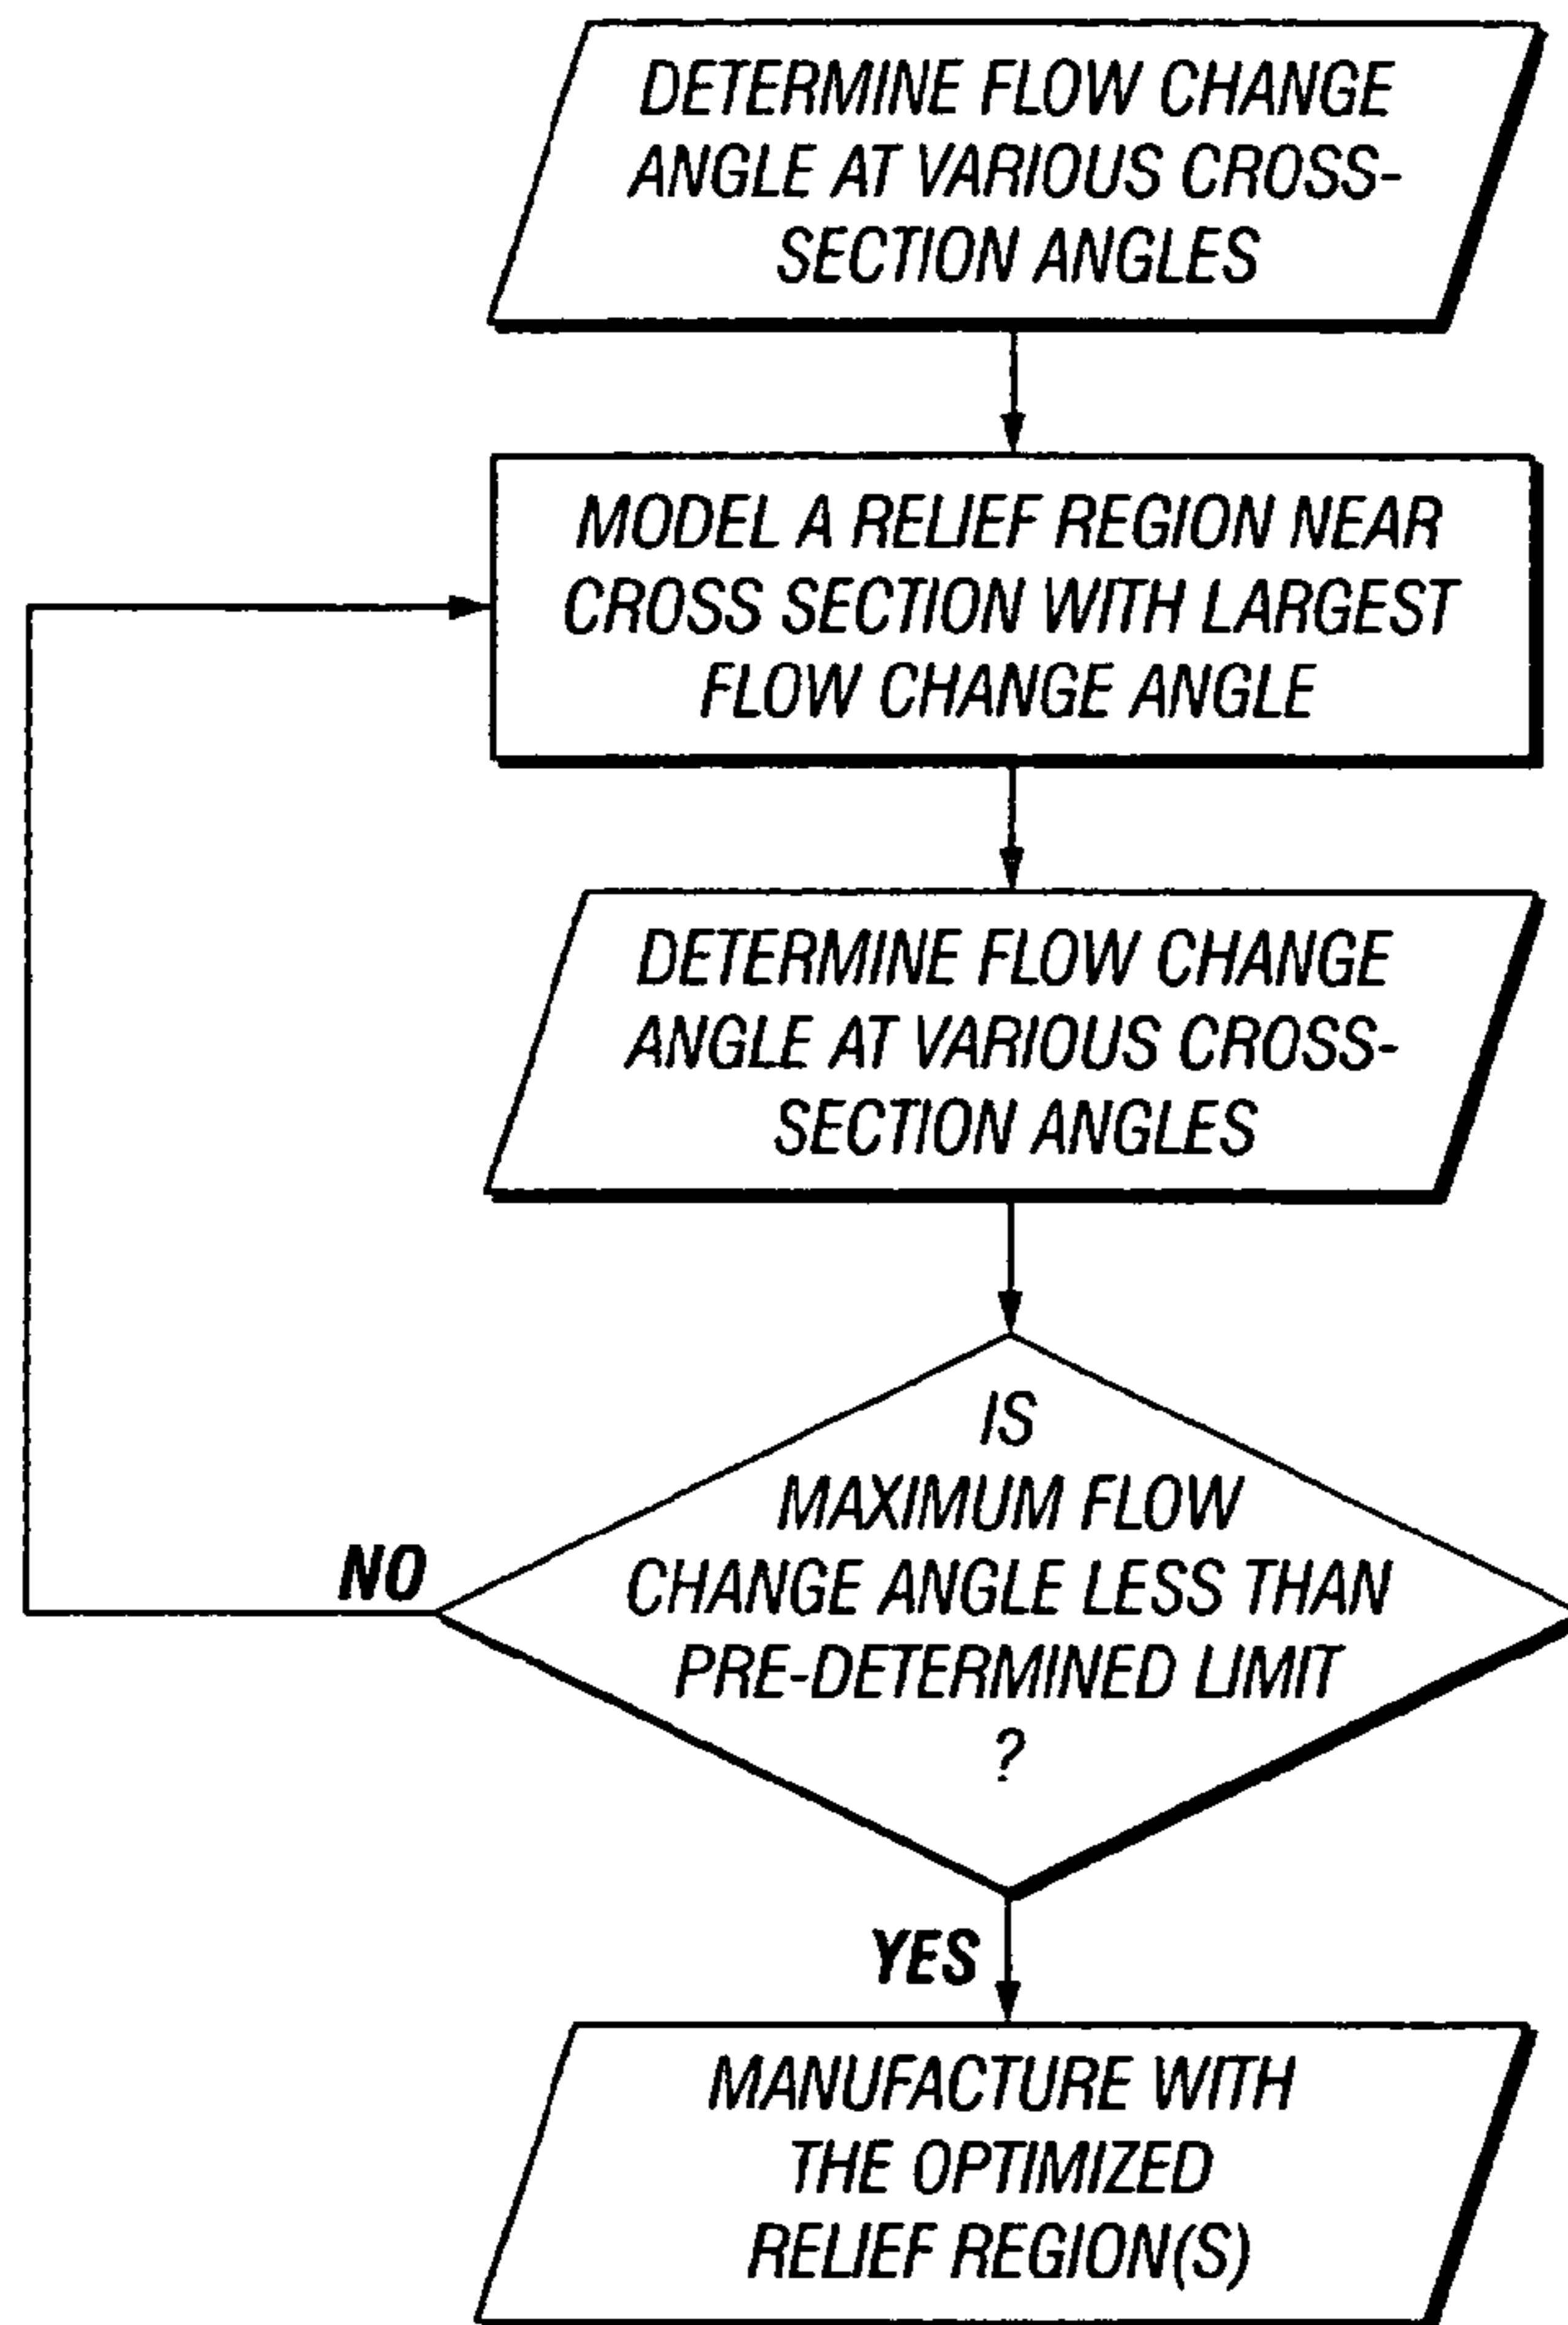 DETERMINE FLOW CHANGE
ANGLE AT VARIOUS CROSS-
SECTION ANGLES
MODEL A RELIEF REGION NEAR
CROSS SECTION WITH LARGEST
FLOW CHANGE ANGLE
DETERMINE FLOW CHANGE
ANGLE AT VARIOUS CROSS-
SECTION ANGLES
IS
MAXIMUM FLOW
CHANGE ANGLE LESS THAN
PRE-DETERMINED LIMIT
?
NO
YES
MANUFACTURE WITH
THE OPTIMIZED
RELIEF REGION(S)